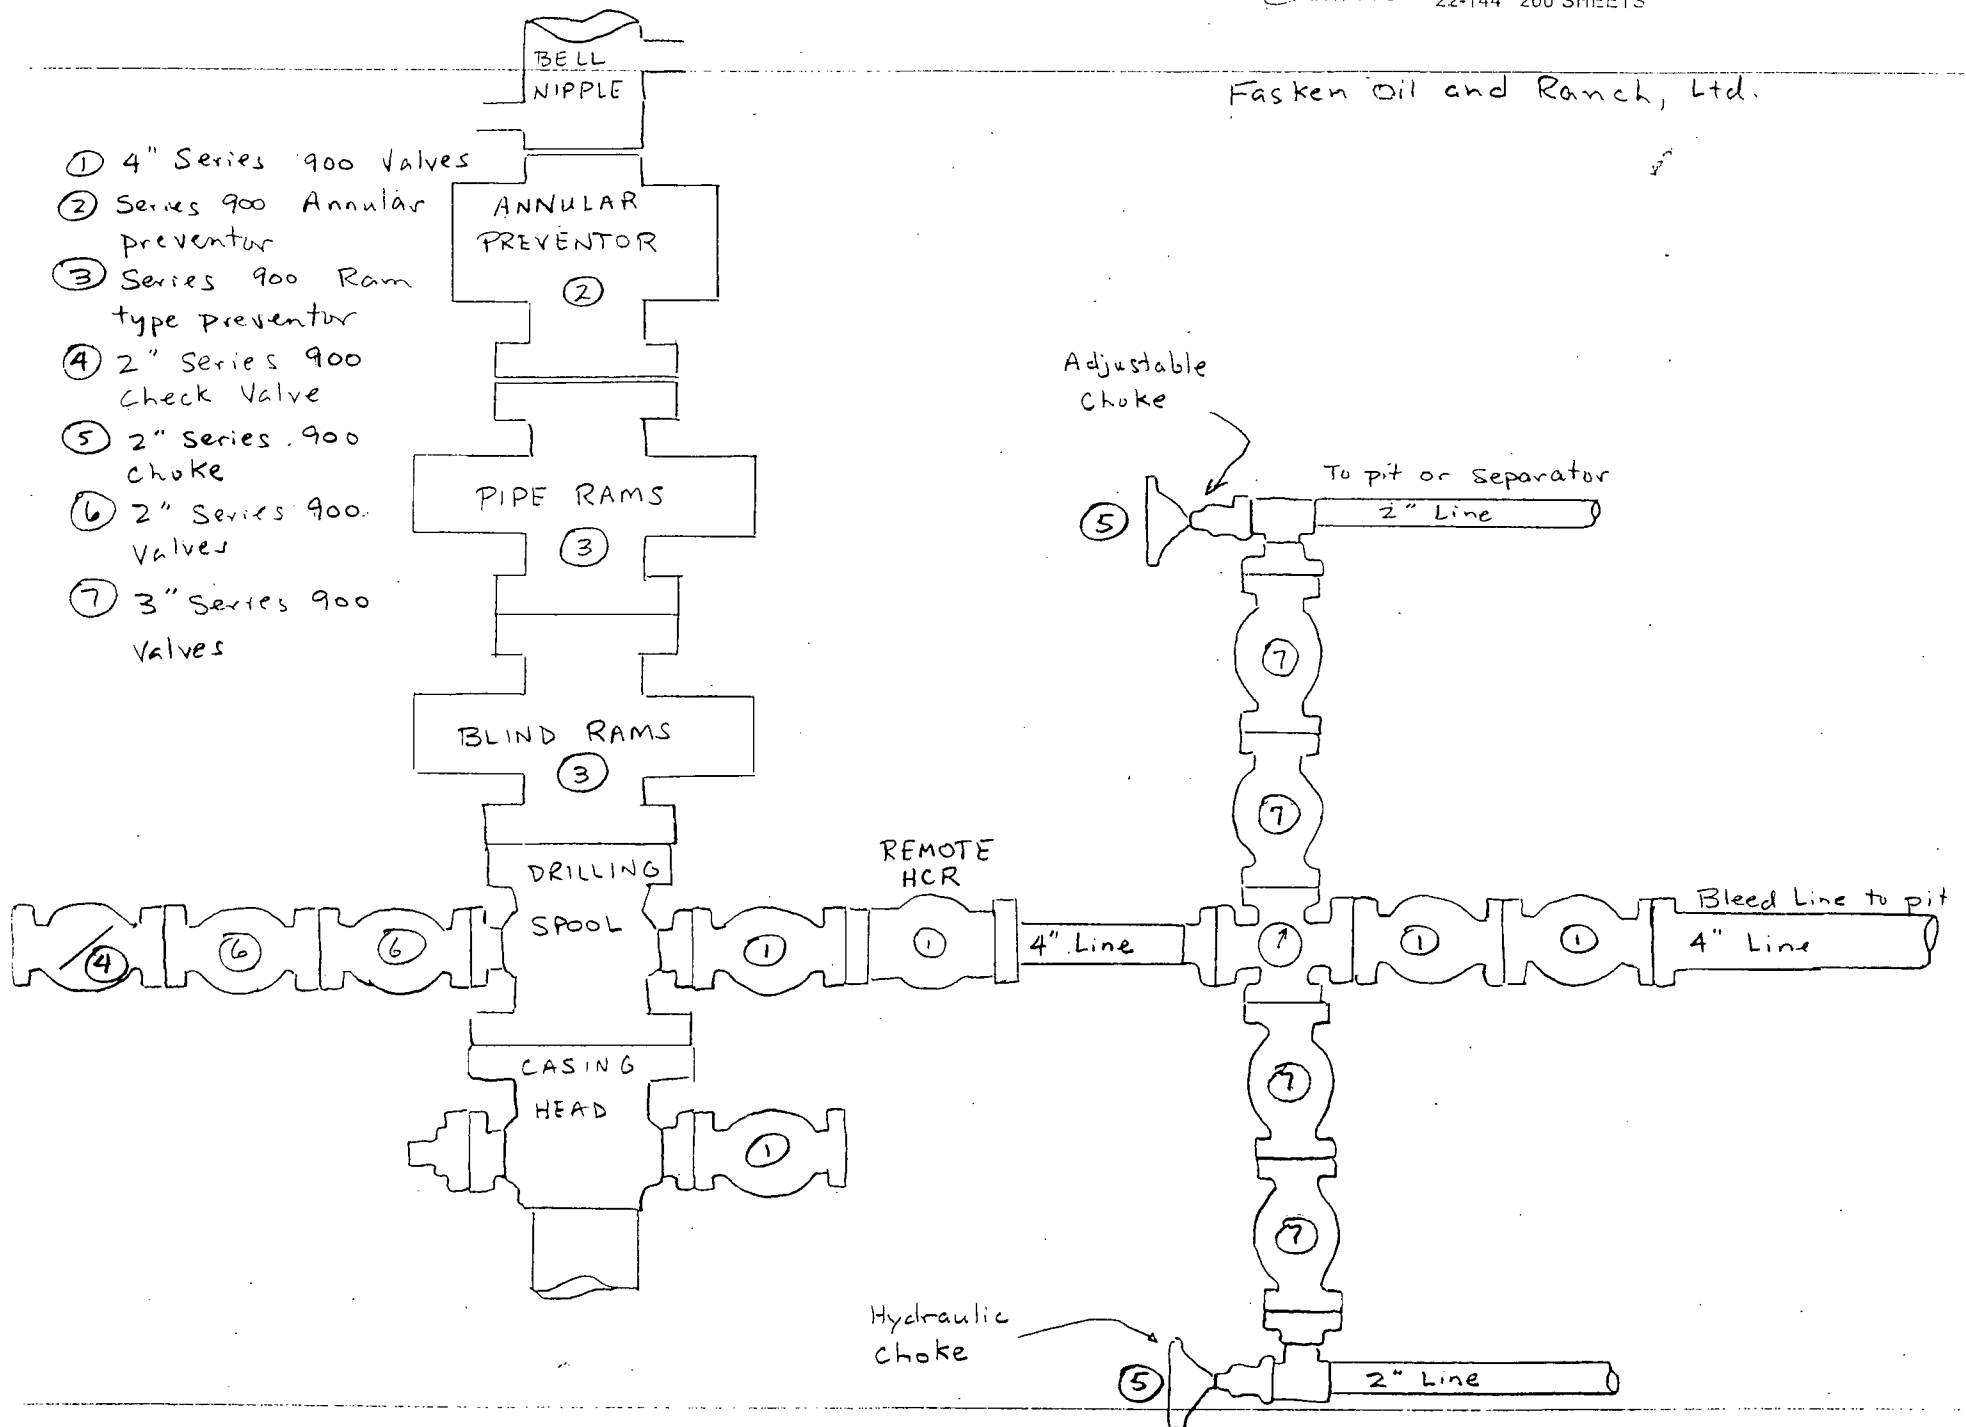 22-144 200 SHEETS
Fasken Oil and Ranch, Ltd.
BELL
NIPPLE
① 4" Series 900 Valves
② Series 900 Annular
preventor
③ Series 900 Ram
type preventor
④ 2" Series 900
Check Valve
⑤ 2" Series 900
Choke
⑥ 2" Series 900
Valves
⑦ 3" Series 900
Valves
ANNULAR
PREVENTOR
②
PIPE RAMS
③
BLIND RAMS
③
DRILLING
SPOOL
④
⑥
⑥
①
REMOTE
HCR
①
4" Line
①
①
Bleed Line to pit
4" Line
CASING
HEAD
①
Adjustable
Choke
⑤
To pit or separator
2" Line
⑦
⑦
⑦
⑦
Hydraulic
Choke
⑤
2" Line